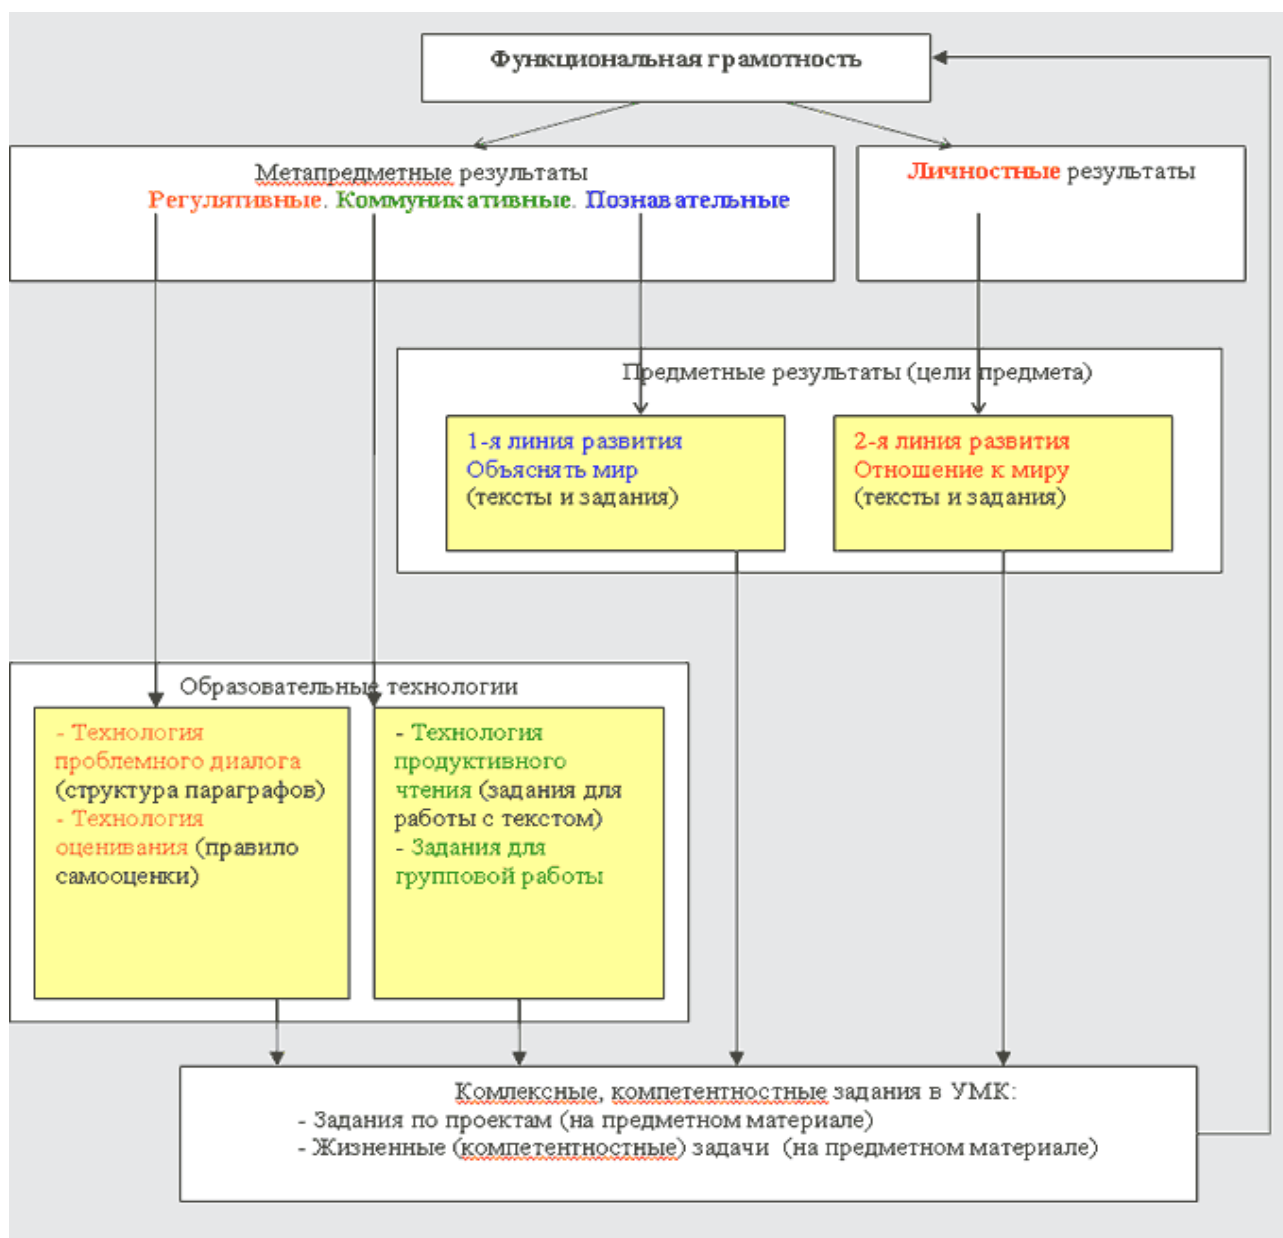 Функциональная грамотность
Метапредметные результаты
Регулятивные. Коммуникативные. Познавательные
Личностные результаты
Предметные результаты (цели предмета)
1-я линия развития
Объяснять мир
(тексты и задания)
2-я линия развития
Отношение к миру
(тексты и задания)
Образовательные технологии
- Технология
проблемного диалога
(структура параграфов)
- Технология
оценивания (правило
самооценки)
- Технология
продуктивного
чтения (задания для
работы с текстом)
- Задания для
групповой работы
Комлексные, компетентностные задания в УМК:
- Задания по проектам (на предметном материале)
- Жизненные (компетентностные) задачи (на предметном материале)